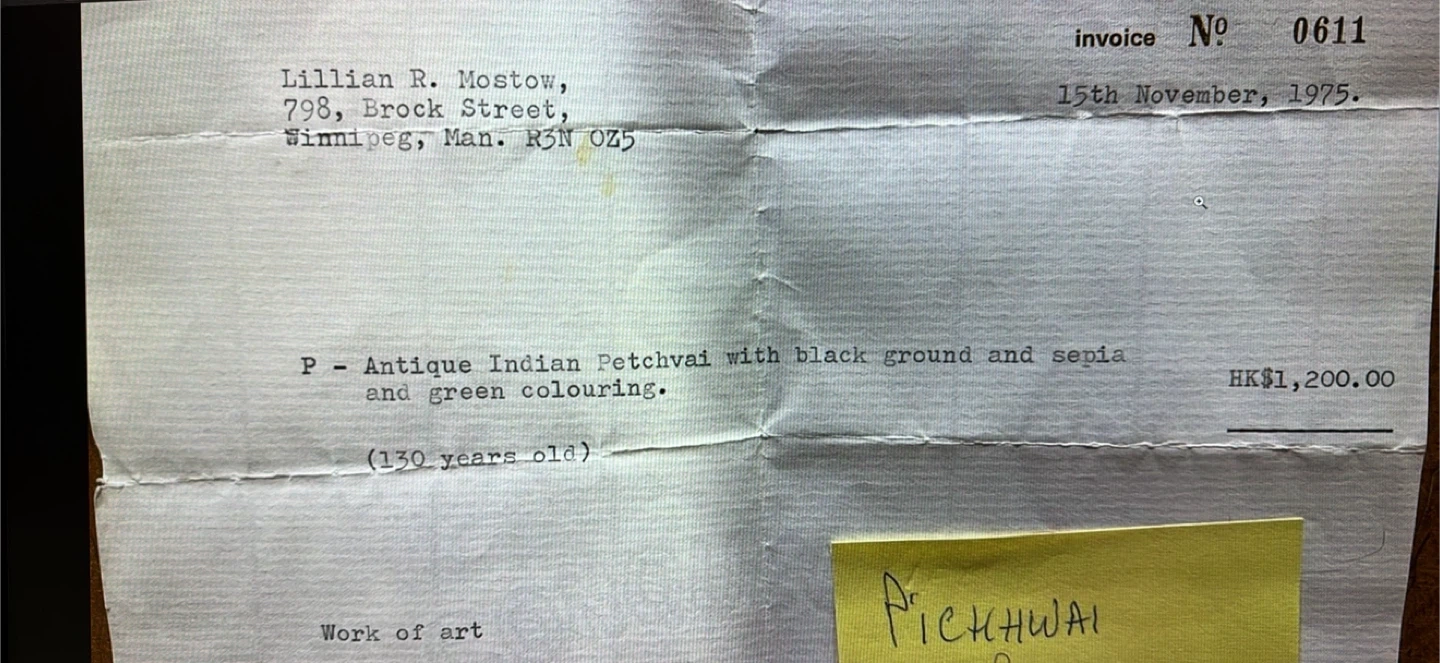 invoice Nº 0611
Lillian R. Mostow,
15th November, 1975.
798, Brock Street,
Winnipeg, Man. R3N OZ5
P - Antique Indian Petchvai with black ground and sepia
and green colouring.
HK$1,200.00
(130 years old)
Work of art
PICHHWAI